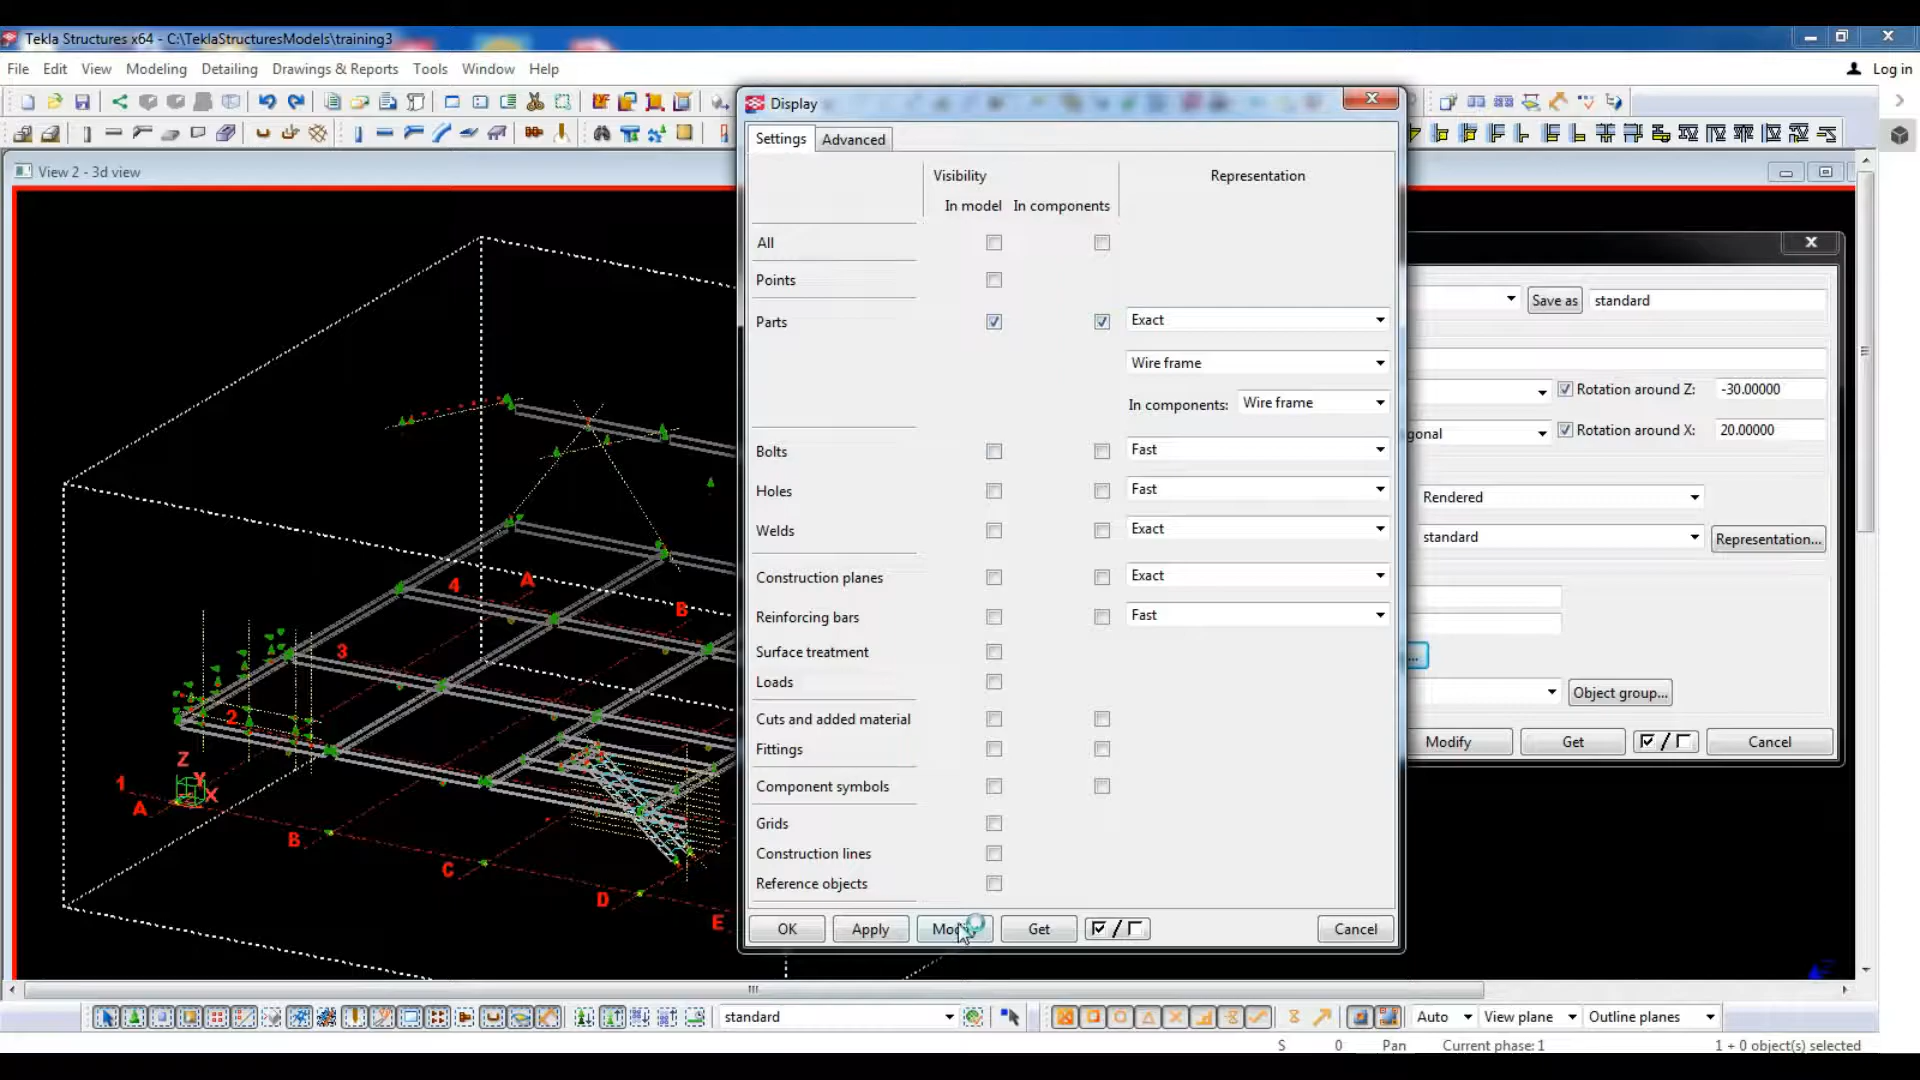 Tekla Structures x64 - C:\TeklaStructuresModels\training3
File Edit View Modeling Detailing Drawings & Reports Tools Window Help
Log in
View 2 - 3d view
Display
Settings Advanced
Visibility Representation
In model In components
All
Points
Parts Exact
Wire frame
In components: Wire frame
Bolts Fast
Holes Fast
Welds Exact
Construction planes Exact
Reinforcing bars Fast
Surface treatment
Loads
Cuts and added material
Fittings
Component symbols
Grids
Construction lines
Reference objects
OK Apply Get / Cancel
Save as standard
Rotation around Z: -30.00000
Rotation around X: 20.00000
Rendered
standard Representation...
Object group...
Modify Get / Cancel
4 A
B
3
2
Z
Y
X
1
A
B
C
D
E
standard Auto View plane Outline planes
S 0 Pan Current phase: 1 1 + 0 object(s) selected